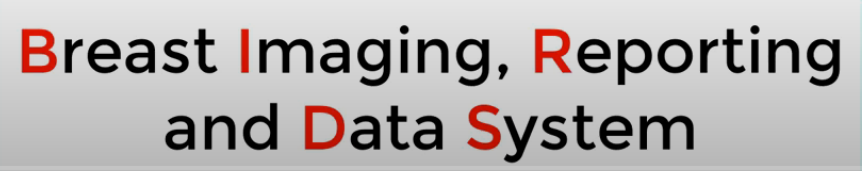 Breast Imaging, Reporting
and Data System